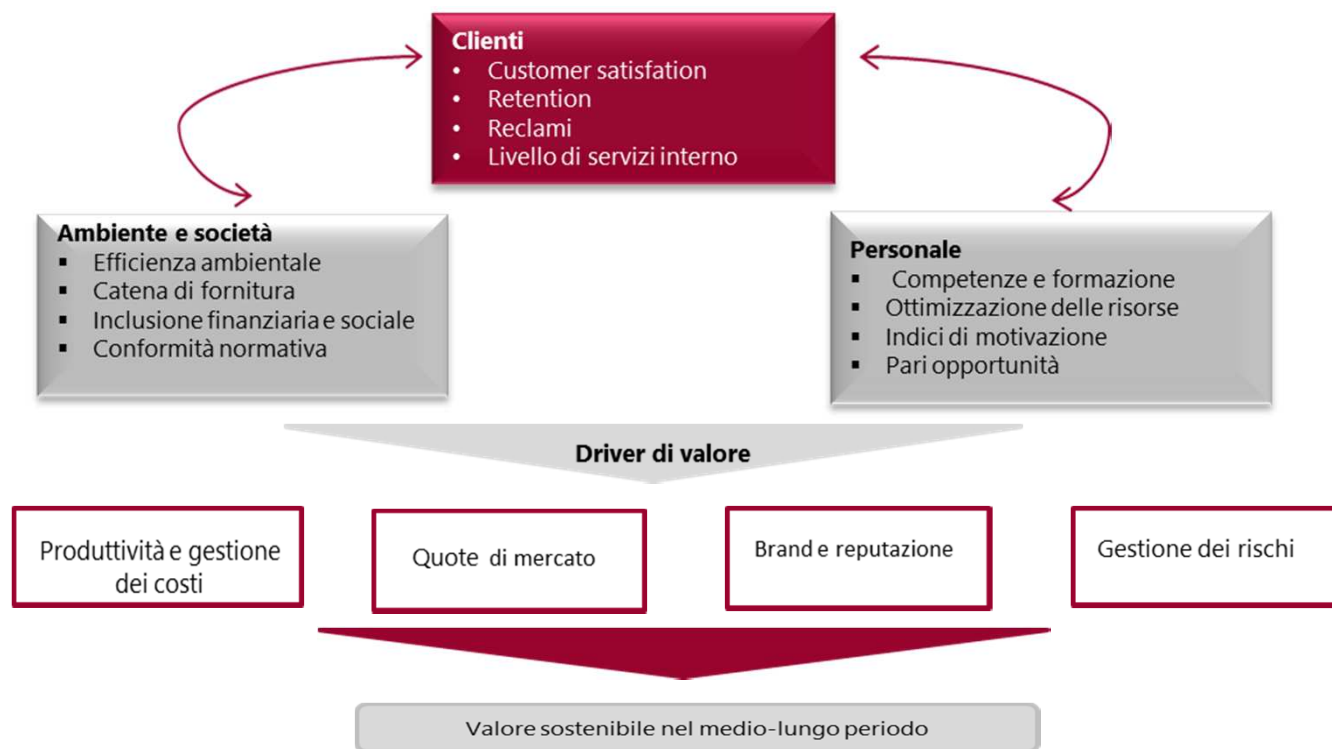 Clienti
• Customer satisfation
• Retention
• Reclami
• Livello di servizi interno
Ambiente e società
▪ Efficienza ambientale
▪ Catena di fornitura
▪ Inclusione finanziaria e sociale
▪ Conformità normativa
Personale
▪ Competenze e formazione
▪ Ottimizzazione delle risorse
▪ Indici di motivazione
▪ Pari opportunità
Driver di valore
Produttività e gestione
dei costi
Quote di mercato
Brand e reputazione
Gestione dei rischi
Valore sostenibile nel medio-lungo periodo